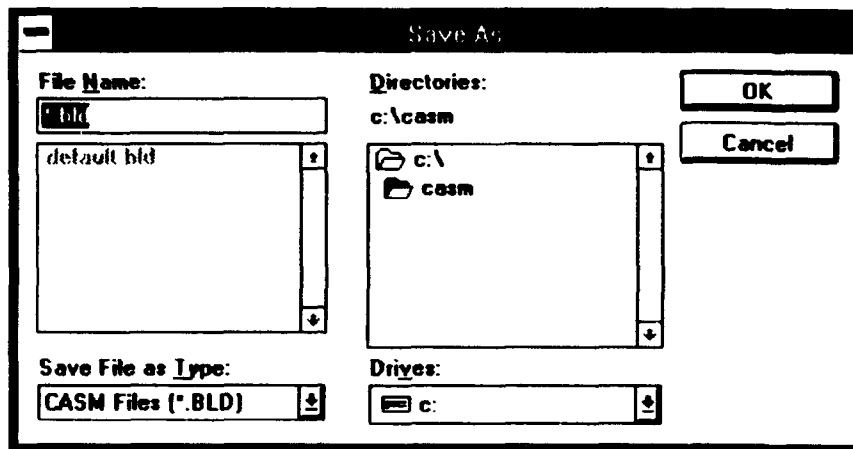 Save As
File Name:
*.bld
default.bld
Save File as Type:
CASM Files (*.BLD)
Directories:
c:\casm
c:\
casm
Drives:
c:
OK
Cancel